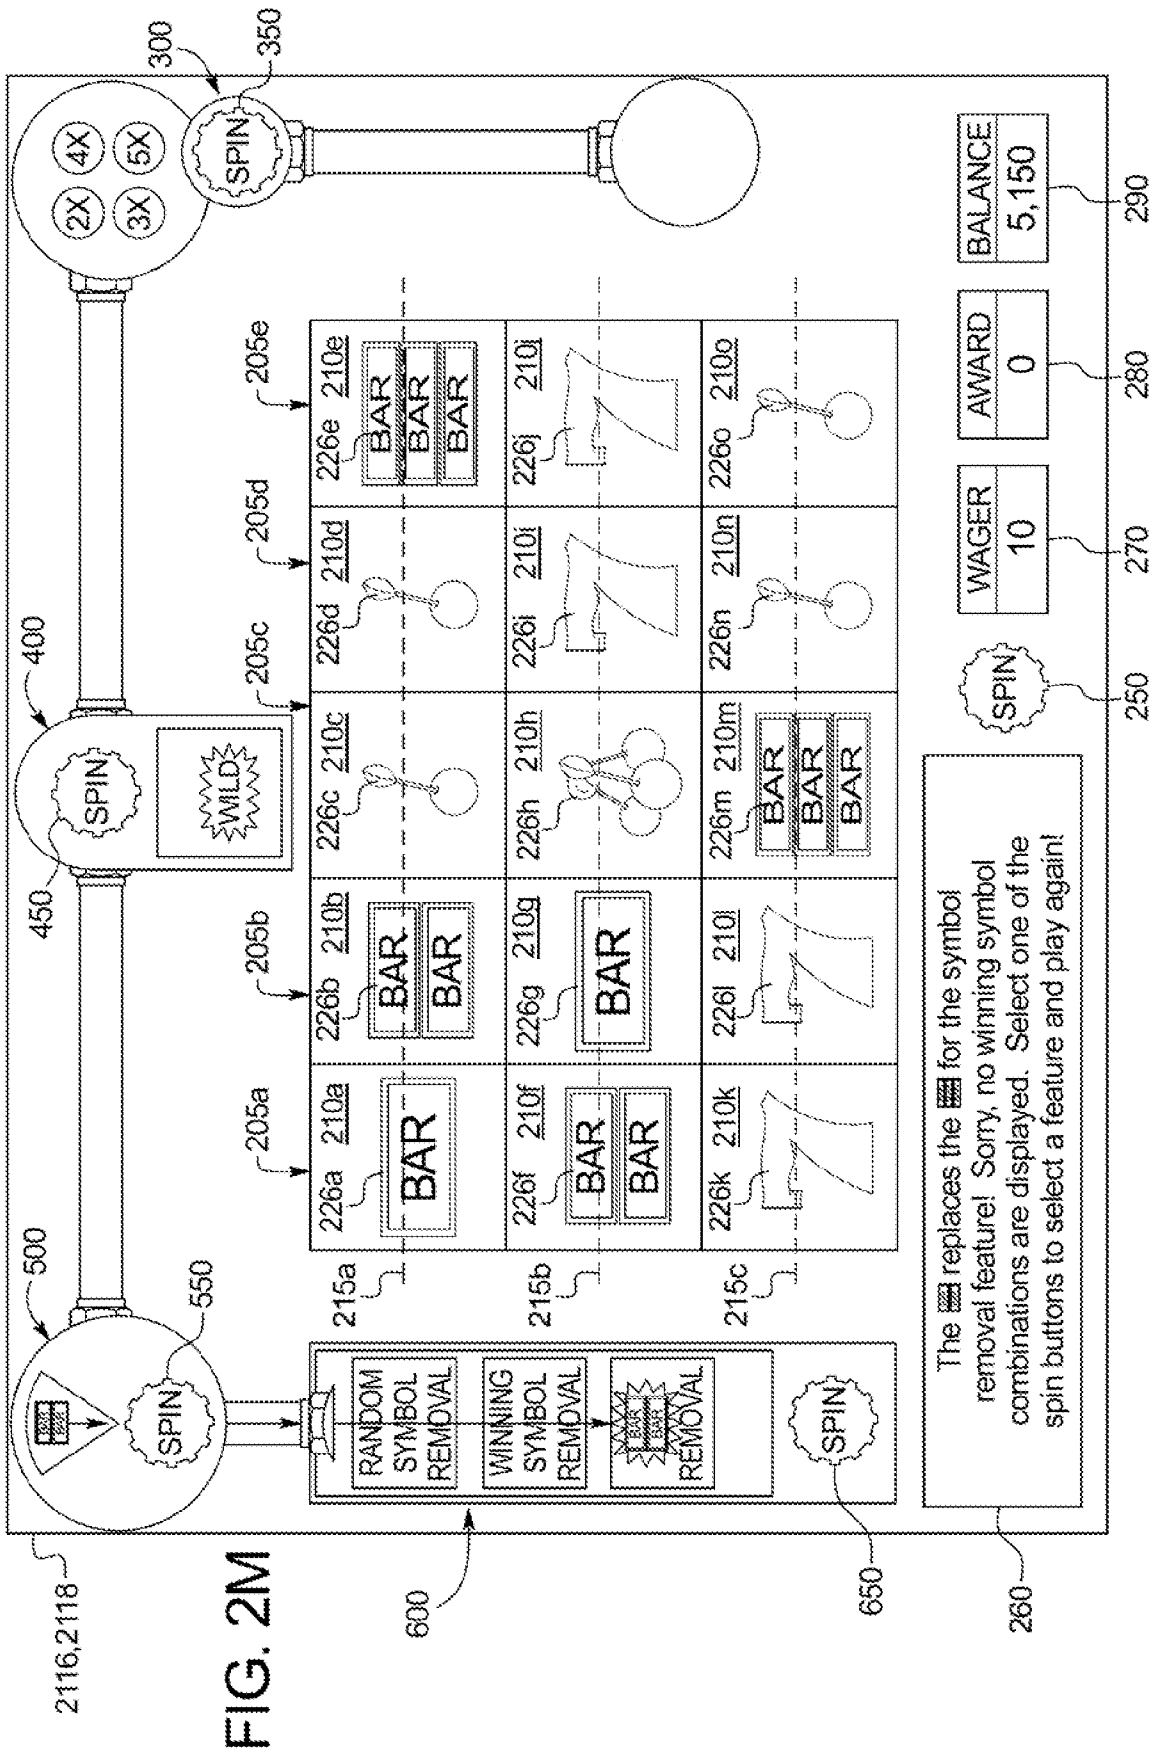 2116,2118
500
550
SPIN
450
SPIN
400
WILD
2X
4X
3X
5X
300
350
SPIN
205a
205b
205c
205d
205e
226a 210a
BAR
226b 210b
BAR
BAR
226c 210c
226d 210d
226e 210e
BAR
BAR
BAR
215a
226f 210f
BAR
BAR
226g 210g
BAR
226h 210h
226i 210i
226j 210j
215b
226k 210k
226l 210l
226m 210m
BAR
BAR
BAR
226n 210n
226o 210o
215c
600
RANDOM
SYMBOL
REMOVAL
WINNING
SYMBOL
REMOVAL
BAR
BAR
REMOVAL
SPIN
650
The replaces the for the symbol
removal feature! Sorry, no winning symbol
combinations are displayed. Select one of the
spin buttons to select a feature and play again!
260
SPIN
250
WAGER
10
270
AWARD
0
280
BALANCE
5,150
290
FIG. 2M